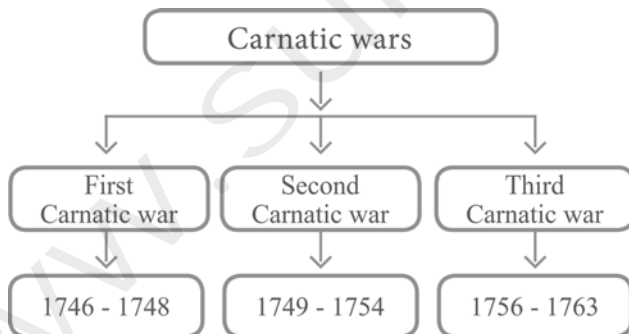 Carnatic wars
First
Carnatic war
Second
Carnatic war
Third
Carnatic war
1746 - 1748
1749 - 1754
1756 - 1763